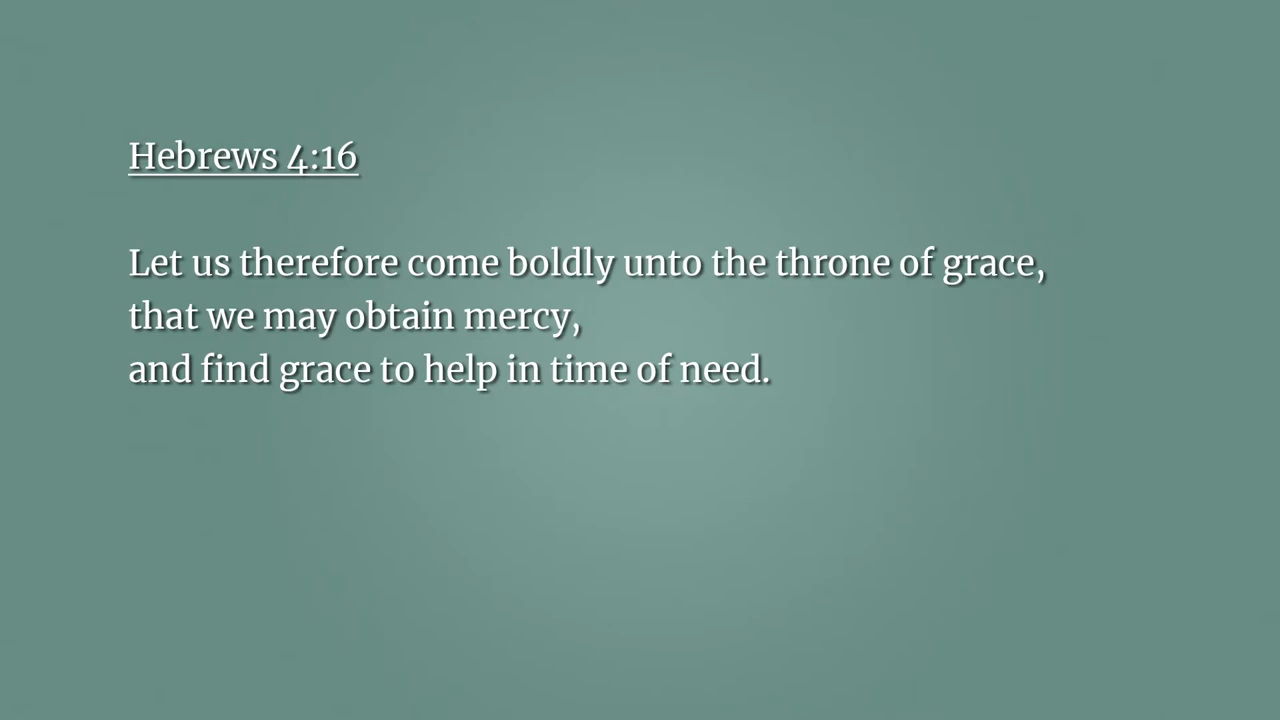 Hebrews 4:16
Let us therefore come boldly unto the throne of grace,
that we may obtain mercy,
and find grace to help in time of need.